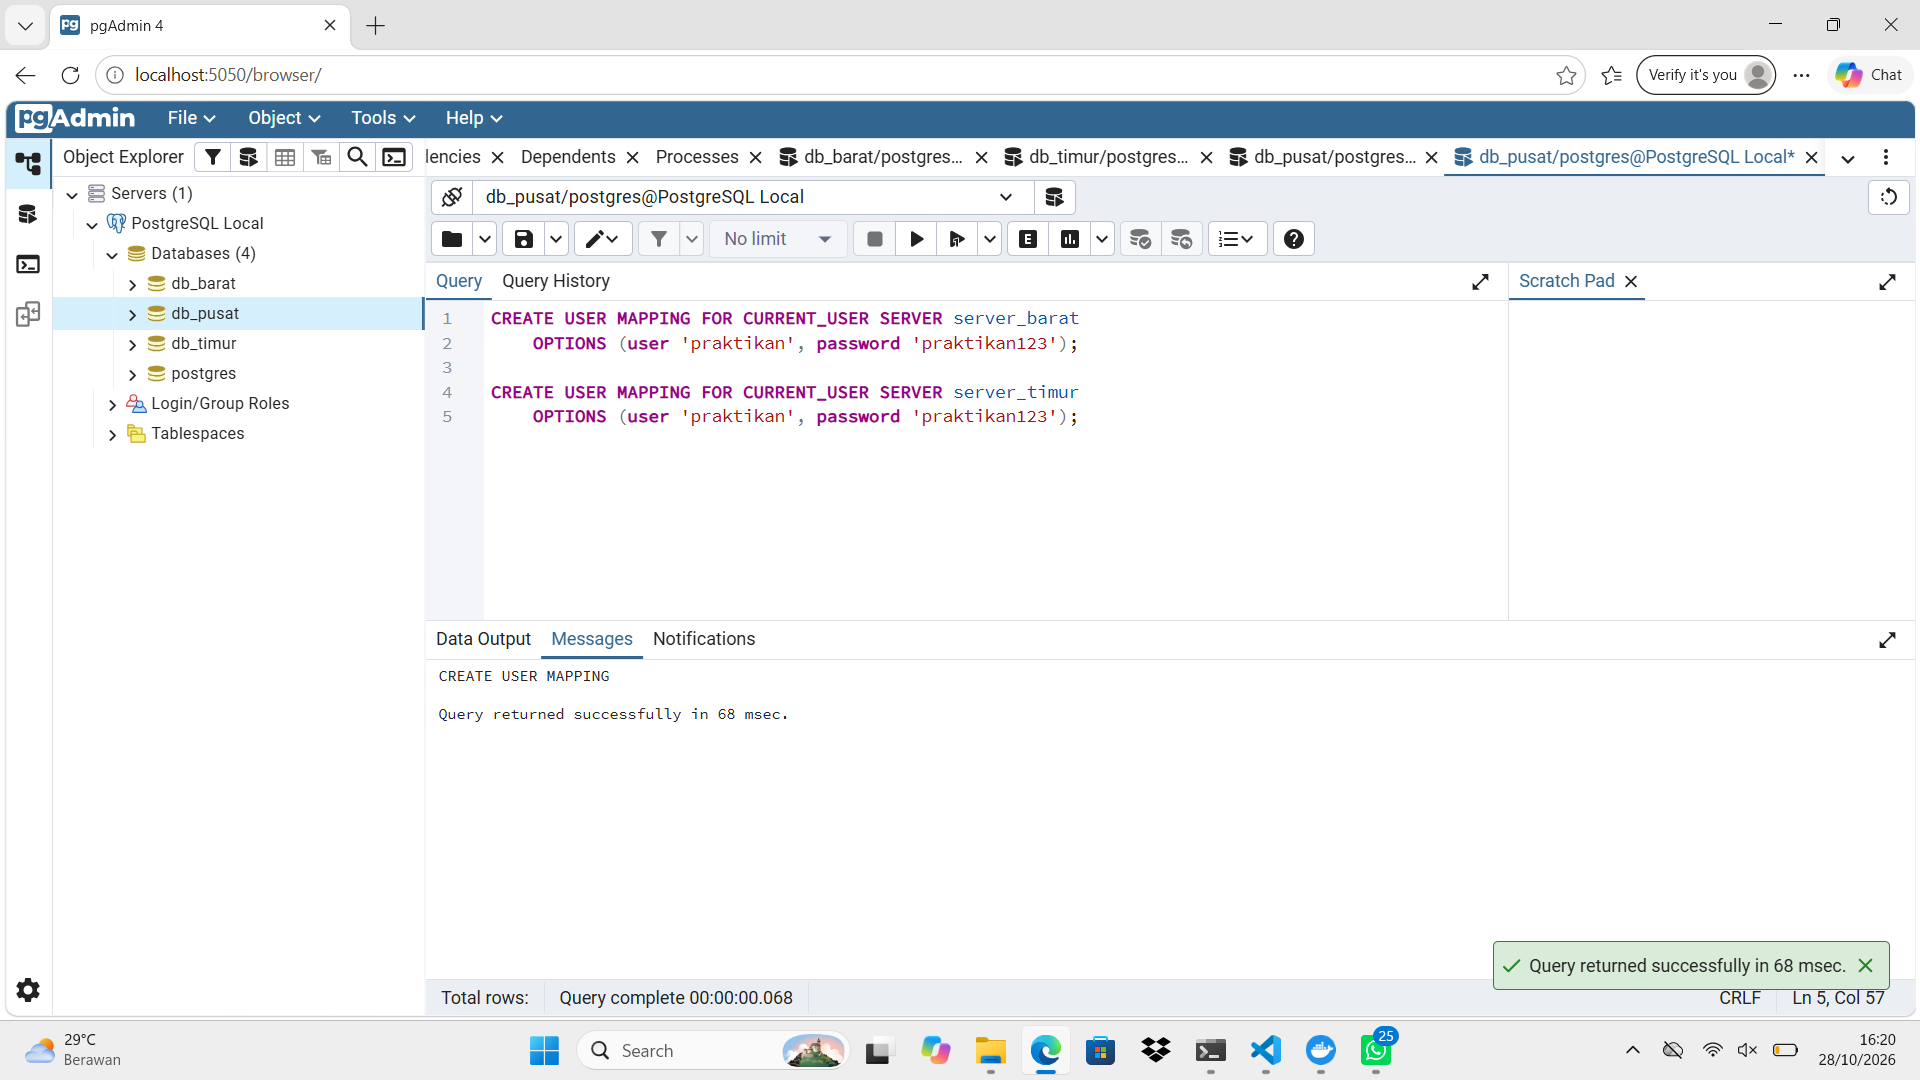 pgAdmin 4
localhost:5050/browser/
Verify it's you
Chat
pgAdmin
File
Object
Tools
Help
Object Explorer
lencies
Dependents
Processes
db_barat/postgres...
db_timur/postgres...
db_pusat/postgres...
db_pusat/postgres@PostgreSQL Local*
Servers (1)
PostgreSQL Local
Databases (4)
db_barat
db_pusat
db_timur
postgres
Login/Group Roles
Tablespaces
db_pusat/postgres@PostgreSQL Local
No limit
E
Query
Query History
Scratch Pad
1 CREATE USER MAPPING FOR CURRENT_USER SERVER server_barat
2 OPTIONS (user 'praktikan', password 'praktikan123');
3
4 CREATE USER MAPPING FOR CURRENT_USER SERVER server_timur
5 OPTIONS (user 'praktikan', password 'praktikan123');
Data Output
Messages
Notifications
CREATE USER MAPPING
Query returned successfully in 68 msec.
Query returned successfully in 68 msec.
Total rows:
Query complete 00:00:00.068
CRLF
Ln 5, Col 57
29°C
Berawan
Search
25
16:20
28/10/2026